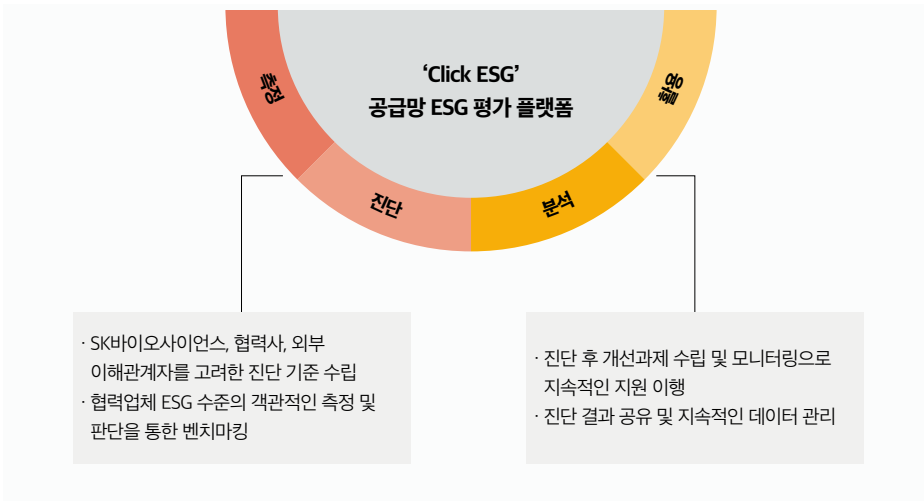 ‘Click ESG’
공급망 ESG 평가 플랫폼
측정
진단
분석
활용
· SK바이오사이언스, 협력사, 외부
이해관계자를 고려한 진단 기준 수립
· 협력업체 ESG 수준의 객관적인 측정 및
판단을 통한 벤치마킹
· 진단 후 개선과제 수립 및 모니터링으로
지속적인 지원 이행
· 진단 결과 공유 및 지속적인 데이터 관리